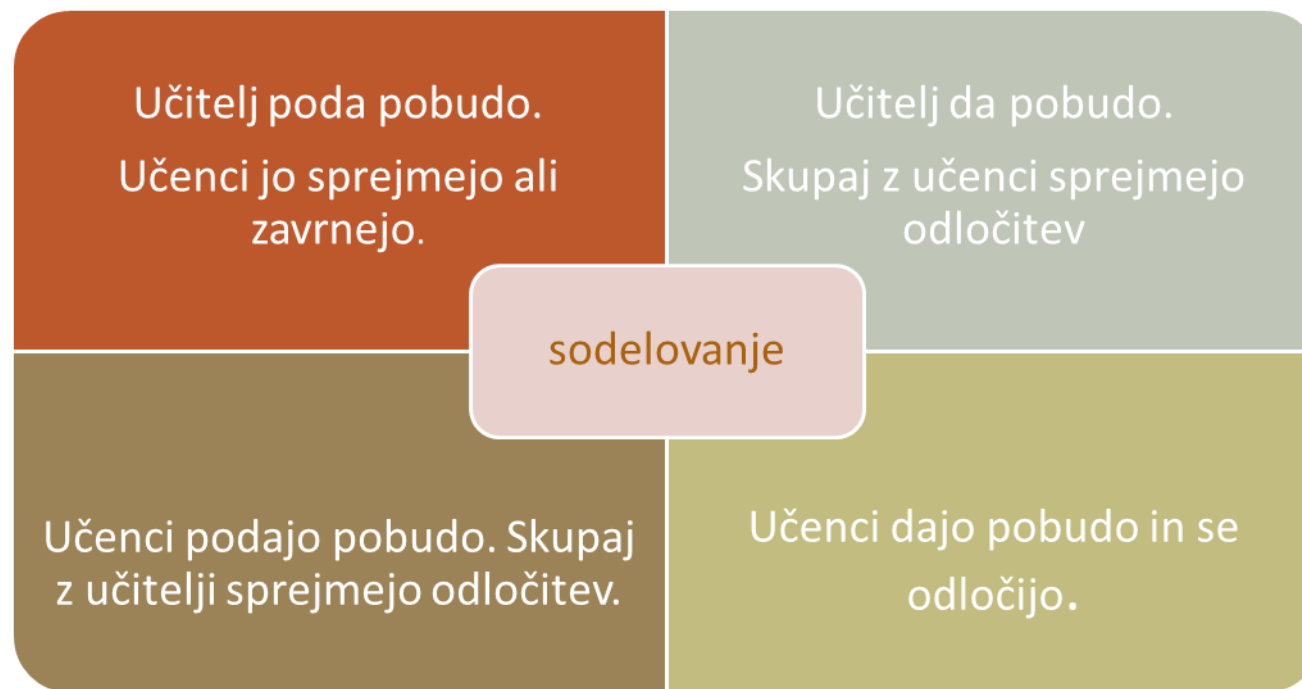 Učitelj poda pobudo.
Učenci jo sprejmejo ali
zavrnejo.
Učitelj da pobudo.
Skupaj z učenci sprejmejo
odločitev
sodelovanje
Učenci podajo pobudo. Skupaj
z učitelji sprejmejo odločitev.
Učenci dajo pobudo in se
odločijo.